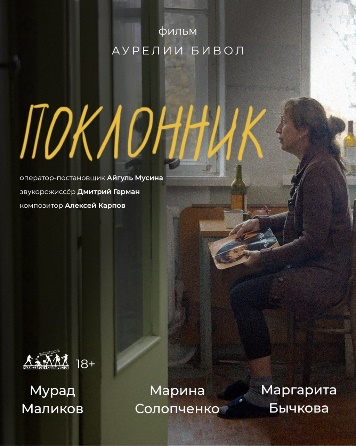 фильм
АУРЕЛИИ БИВОЛ
ПОКЛОННИК
оператор-постановщик Айгуль Мусина
звукорежиссёр Дмитрий Герман
композитор Алексей Карпов
18+
Мурад
Маликов
Марина
Солопченко
Маргарита
Бычкова